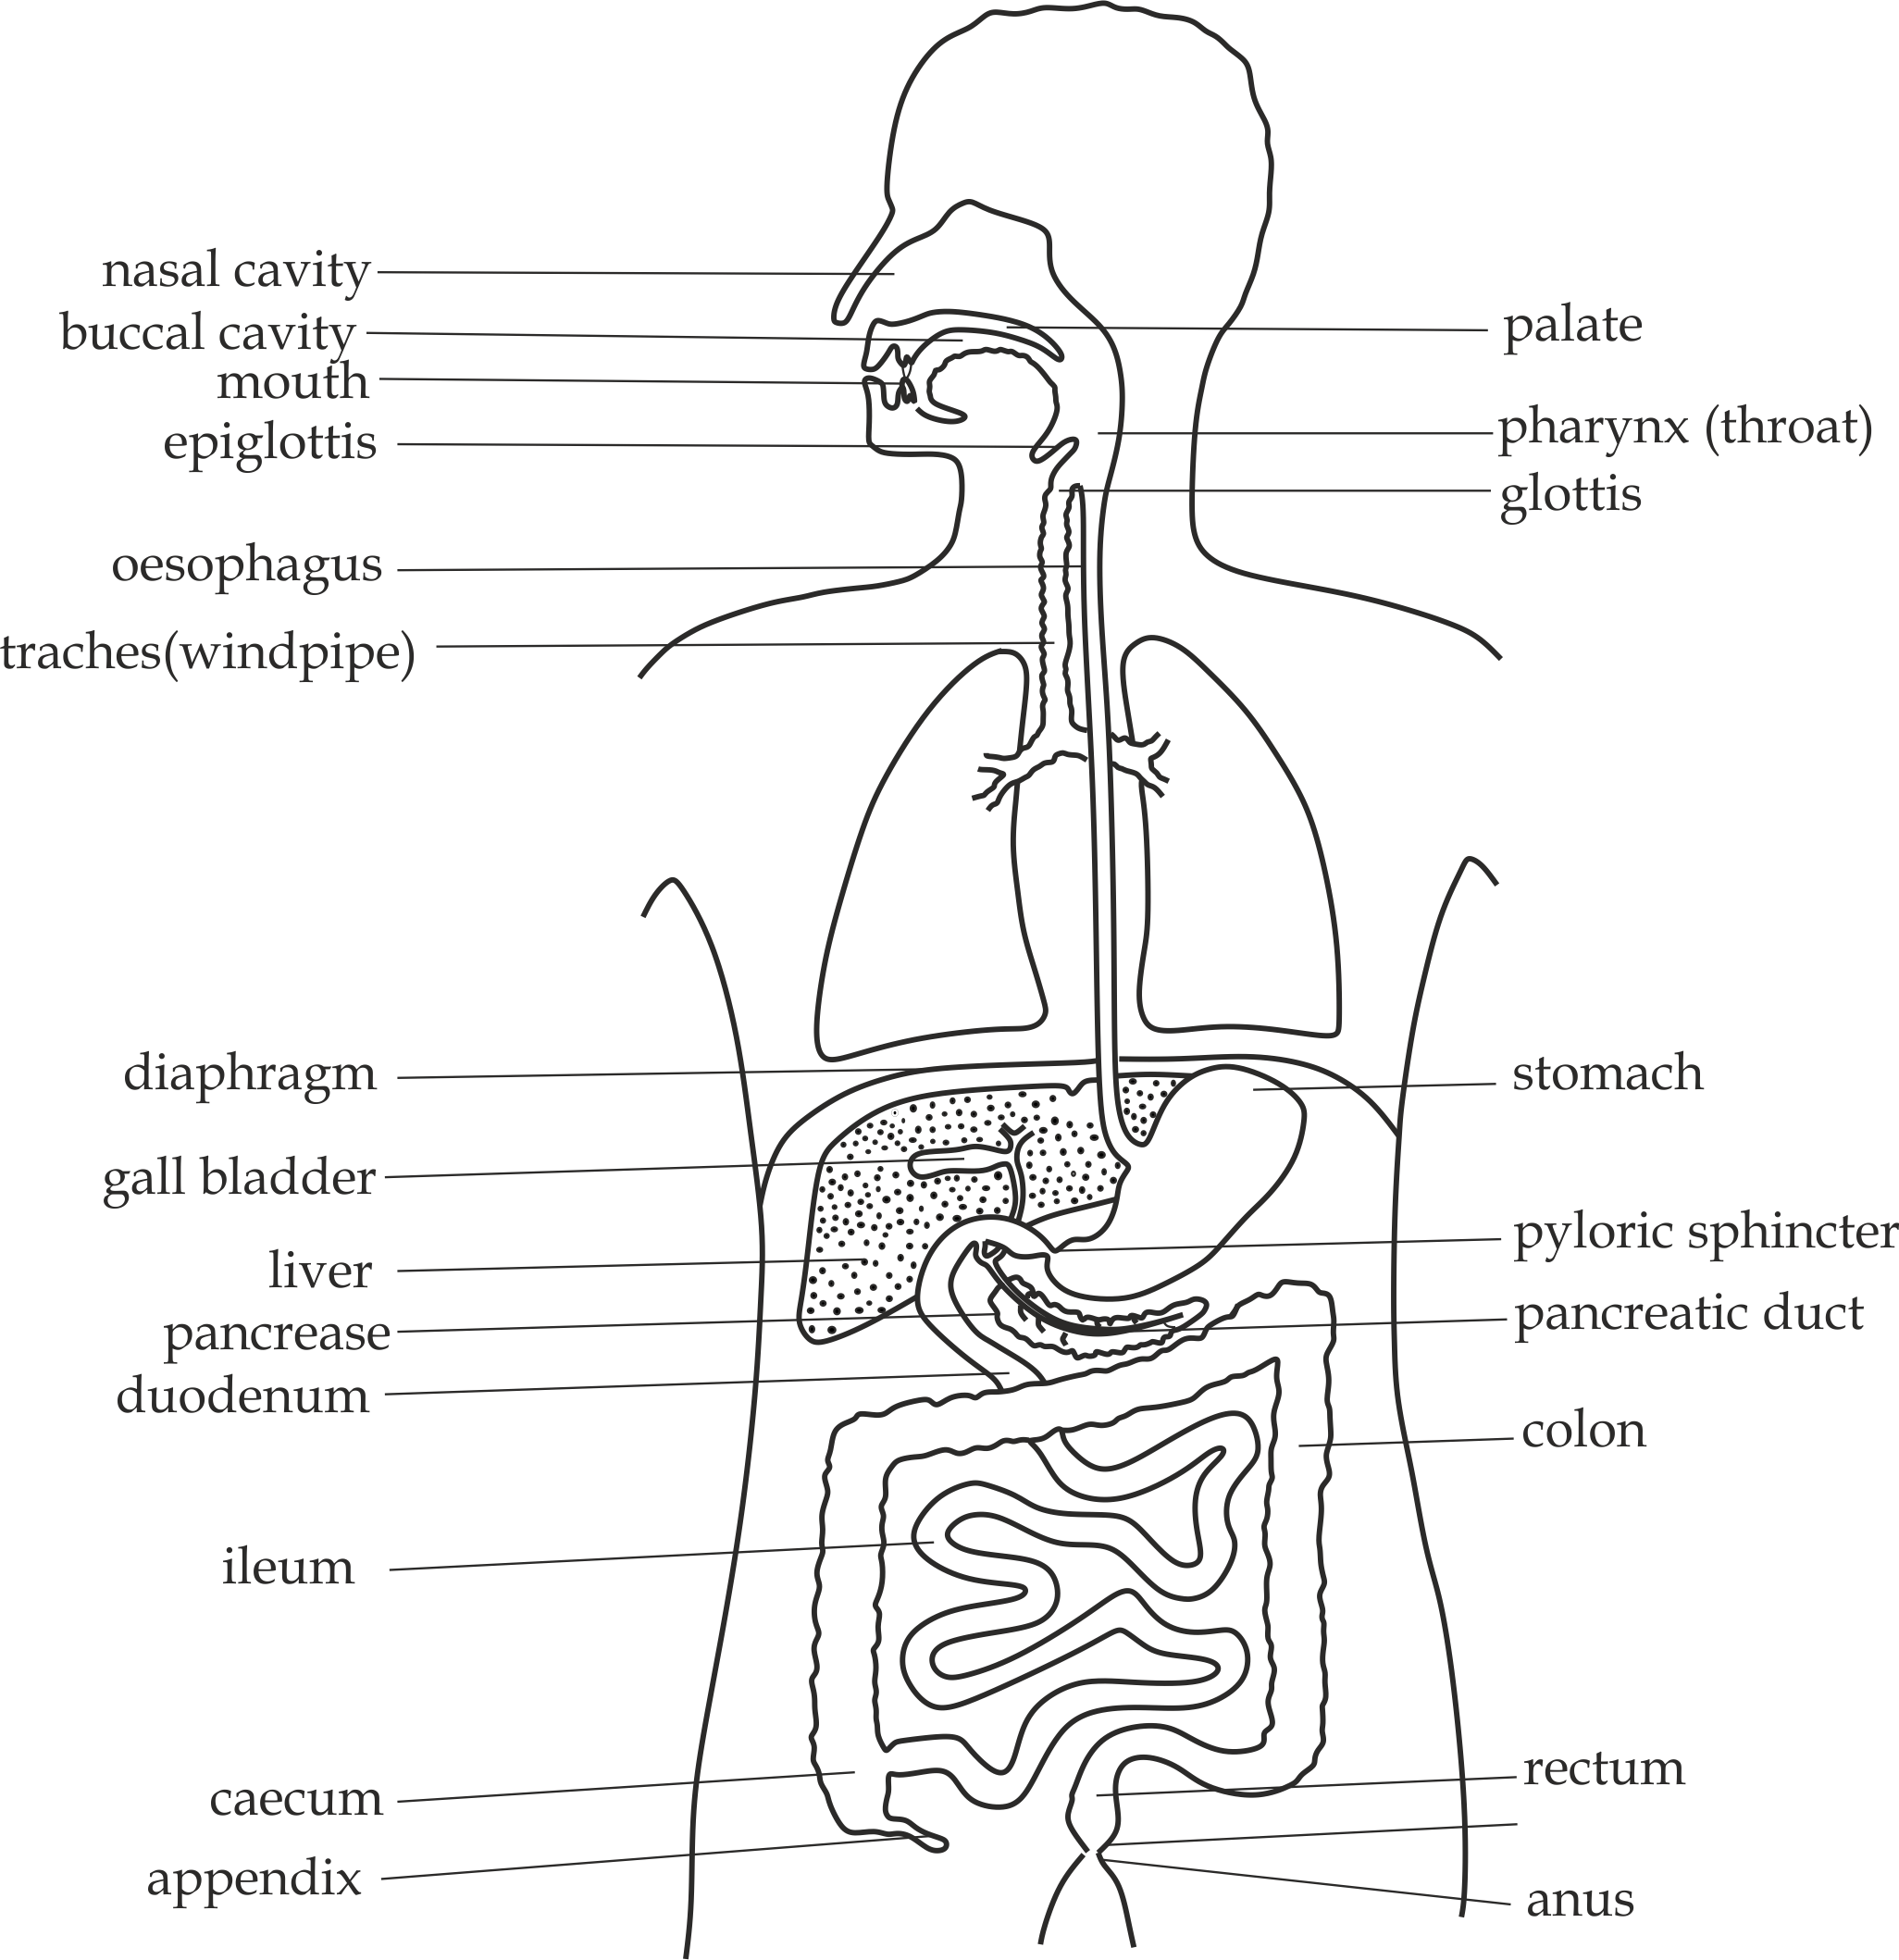 nasal cavity
buccal cavity
mouth
epiglottis
oesophagus
traches(windpipe)
diaphragm
gall bladder
liver
pancrease
duodenum
ileum
caecum
appendix
palate
pharynx (throat)
glottis
stomach
pyloric sphincter
pancreatic duct
colon
rectum
anus